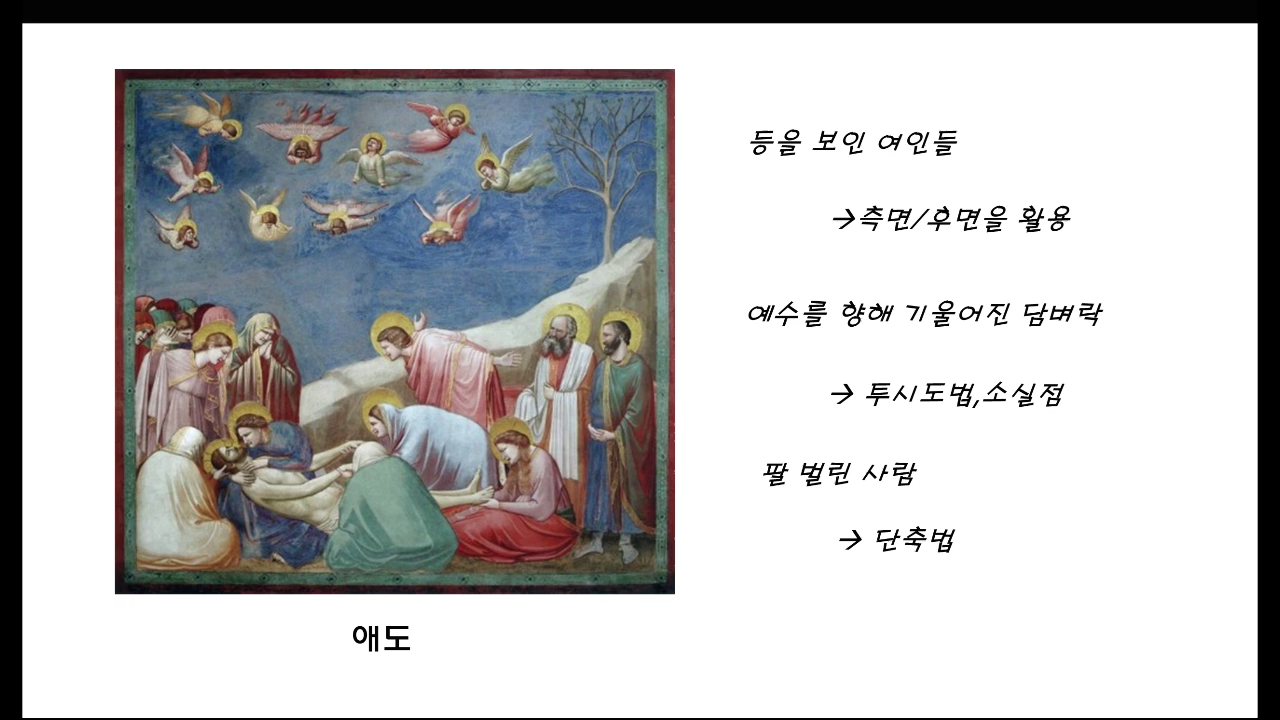 등을 보인 여인들
→측면/후면을 활용
예수를 향해 기울어진 담벼락
→ 투시도법,소실점
팔 벌린 사람
→ 단축법
애도